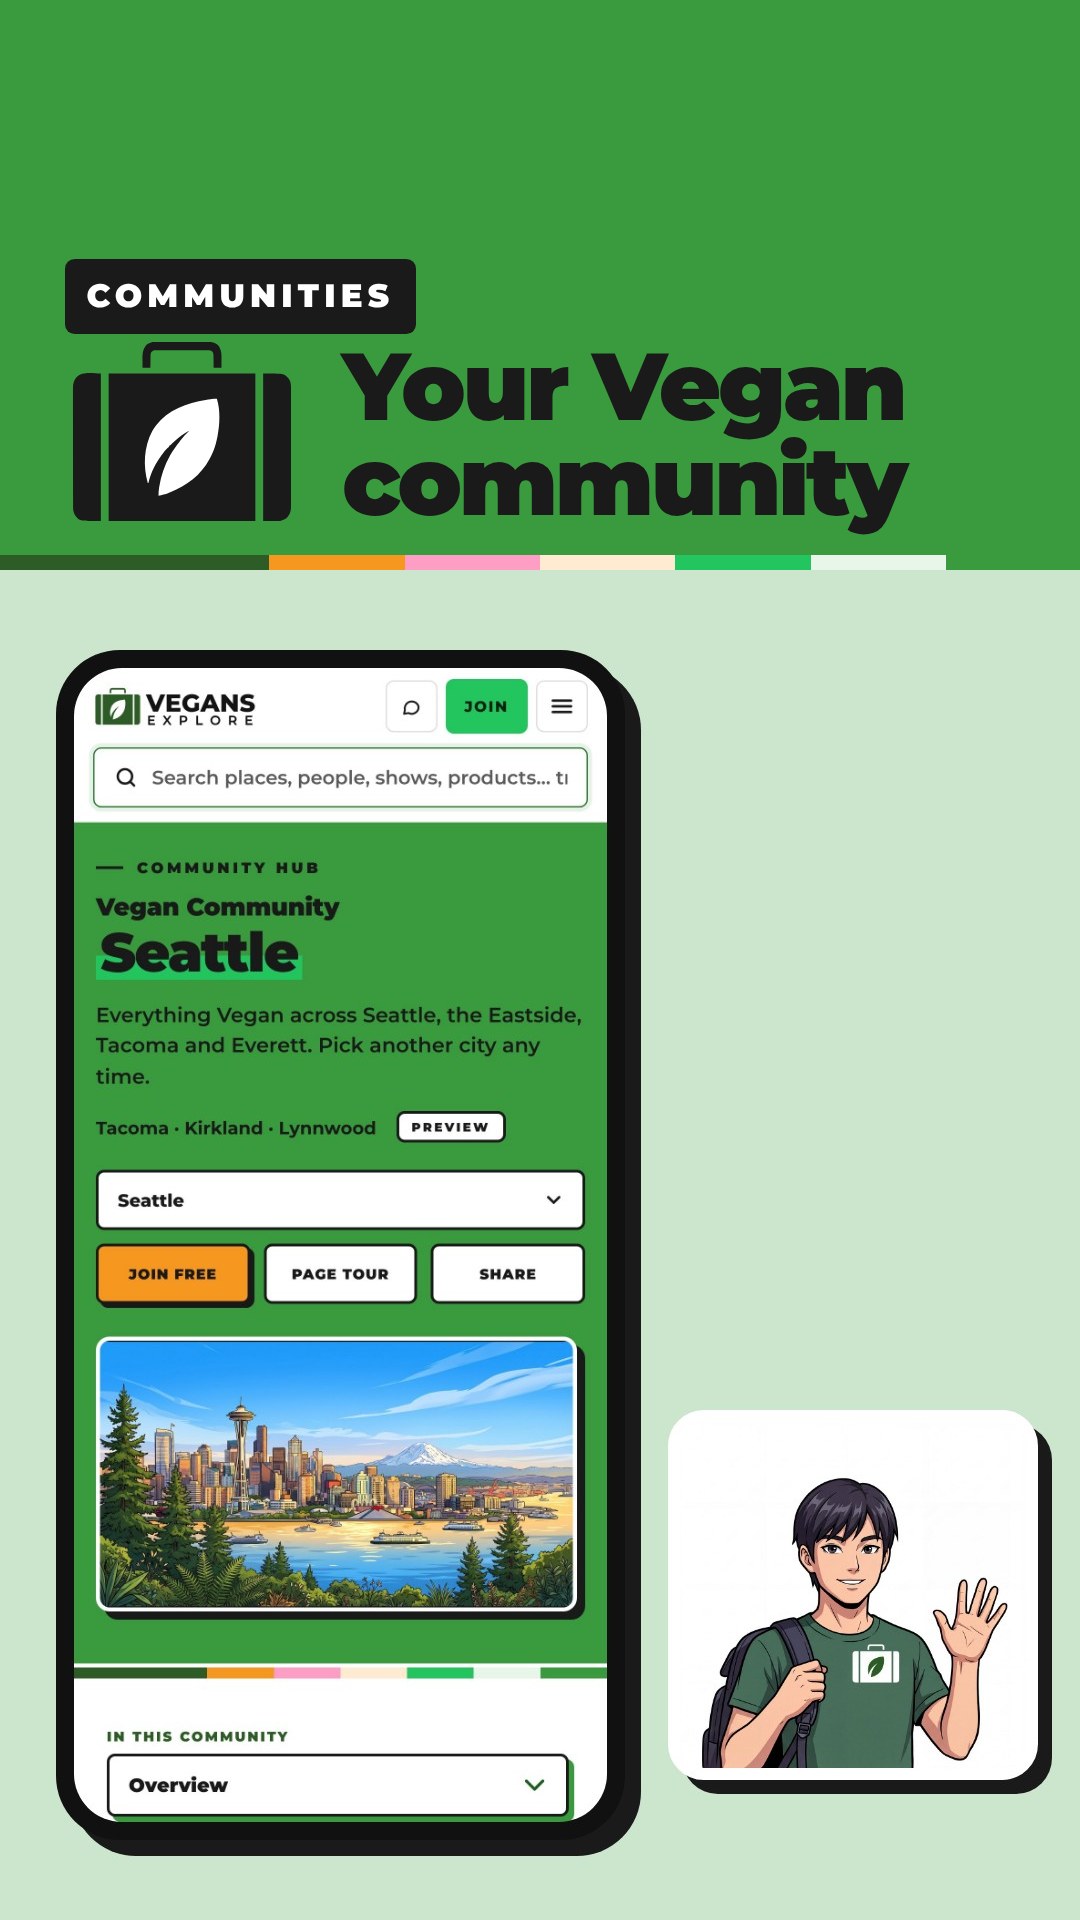 COMMUNITIES
Your Vegan
community
VEGANS
EXPLORE
JOIN
Search places, people, shows, products... tr
COMMUNITY HUB
Vegan Community
Seattle
Everything Vegan across Seattle, the Eastside,
Tacoma and Everett. Pick another city any
time.
Tacoma · Kirkland · Lynnwood PREVIEW
Seattle
JOIN FREE PAGE TOUR SHARE
IN THIS COMMUNITY
Overview